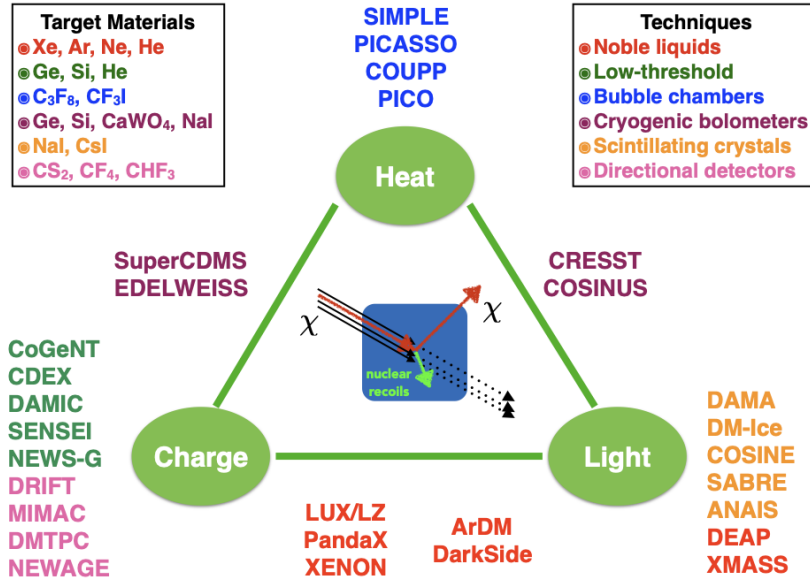 Target Materials
◉ Xe, Ar, Ne, He
◉ Ge, Si, He
◉ C₃F₈, CF₃I
◉ Ge, Si, CaWO₄, NaI
◉ NaI, CsI
◉ CS₂, CF₄, CHF₃
SIMPLE
PICASSO
COUPP
PICO
Techniques
◉ Noble liquids
◉ Low-threshold
◉ Bubble chambers
◉ Cryogenic bolometers
◉ Scintillating crystals
◉ Directional detectors
Heat
SuperCDMS
EDELWEISS
CRESST
COSINUS
χ
χ
nuclear
recoils
CoGeNT
CDEX
DAMIC
SENSEI
NEWS-G
DRIFT
MIMAC
DMTPC
NEWAGE
Charge
Light
DAMA
DM-Ice
COSINE
SABRE
ANAIS
DEAP
XMASS
LUX/LZ
PandaX
XENON
ArDM
DarkSide